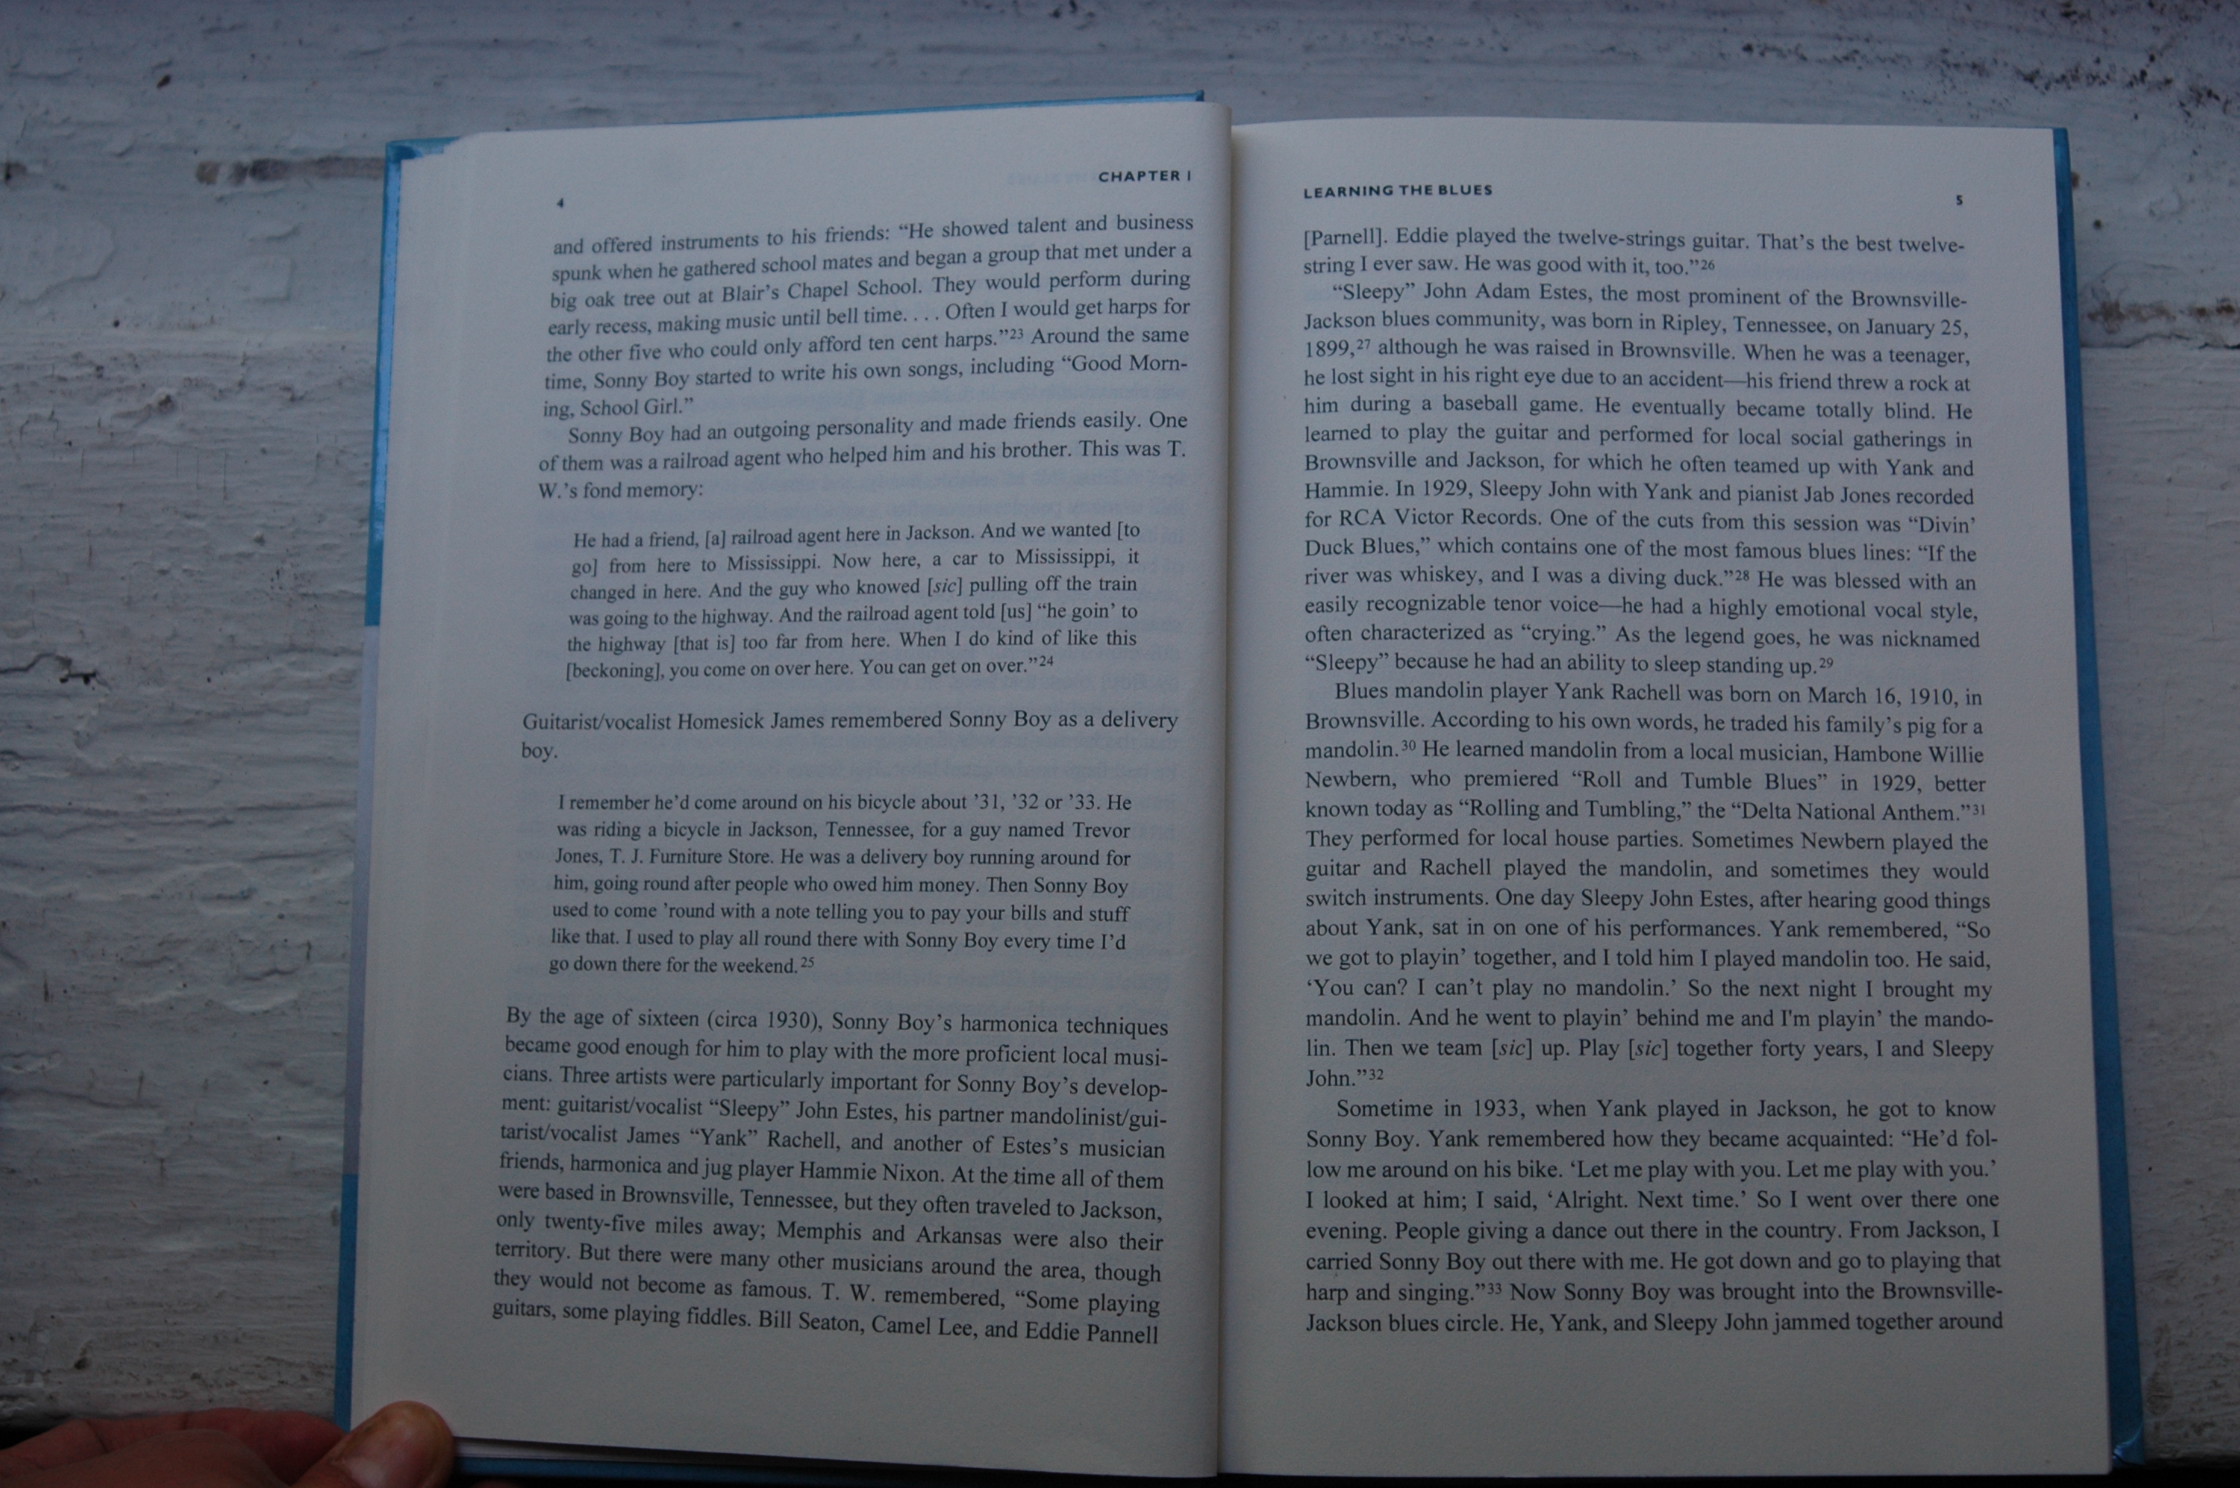 4
CHAPTER 1
and offered instruments to his friends: “He showed talent and business
spunk when he gathered school mates and began a group that met under a
big oak tree out at Blair’s Chapel School. They would perform during
early recess, making music until bell time. . . . Often I would get harps for
the other five who could only afford ten cent harps.”23 Around the same
time, Sonny Boy started to write his own songs, including “Good Morn-
ing, School Girl.”
Sonny Boy had an outgoing personality and made friends easily. One
of them was a railroad agent who helped him and his brother. This was T.
W.’s fond memory:
He had a friend, [a] railroad agent here in Jackson. And we wanted [to
go] from here to Mississippi. Now here, a car to Mississippi, it
changed in here. And the guy who knowed [sic] pulling off the train
was going to the highway. And the railroad agent told [us] “he goin’ to
the highway [that is] too far from here. When I do kind of like this
[beckoning], you come on over here. You can get on over.”24
Guitarist/vocalist Homesick James remembered Sonny Boy as a delivery
boy.
I remember he’d come around on his bicycle about ’31, ’32 or ’33. He
was riding a bicycle in Jackson, Tennessee, for a guy named Trevor
Jones, T. J. Furniture Store. He was a delivery boy running around for
him, going round after people who owed him money. Then Sonny Boy
used to come ’round with a note telling you to pay your bills and stuff
like that. I used to play all round there with Sonny Boy every time I’d
go down there for the weekend.25
By the age of sixteen (circa 1930), Sonny Boy’s harmonica techniques
became good enough for him to play with the more proficient local musi-
cians. Three artists were particularly important for Sonny Boy’s develop-
ment: guitarist/vocalist “Sleepy” John Estes, his partner mandolinist/gui-
tarist/vocalist James “Yank” Rachell, and another of Estes’s musician
friends, harmonica and jug player Hammie Nixon. At the time all of them
were based in Brownsville, Tennessee, but they often traveled to Jackson,
only twenty-five miles away; Memphis and Arkansas were also their
territory. But there were many other musicians around the area, though
they would not become as famous. T. W. remembered, “Some playing
guitars, some playing fiddles. Bill Seaton, Camel Lee, and Eddie Pannell
LEARNING THE BLUES
5
[Parnell]. Eddie played the twelve-strings guitar. That’s the best twelve-
string I ever saw. He was good with it, too.”26
“Sleepy” John Adam Estes, the most prominent of the Brownsville-
Jackson blues community, was born in Ripley, Tennessee, on January 25,
1899,27 although he was raised in Brownsville. When he was a teenager,
he lost sight in his right eye due to an accident—his friend threw a rock at
him during a baseball game. He eventually became totally blind. He
learned to play the guitar and performed for local social gatherings in
Brownsville and Jackson, for which he often teamed up with Yank and
Hammie. In 1929, Sleepy John with Yank and pianist Jab Jones recorded
for RCA Victor Records. One of the cuts from this session was “Divin’
Duck Blues,” which contains one of the most famous blues lines: “If the
river was whiskey, and I was a diving duck.”28 He was blessed with an
easily recognizable tenor voice—he had a highly emotional vocal style,
often characterized as “crying.” As the legend goes, he was nicknamed
“Sleepy” because he had an ability to sleep standing up.29
Blues mandolin player Yank Rachell was born on March 16, 1910, in
Brownsville. According to his own words, he traded his family’s pig for a
mandolin.30 He learned mandolin from a local musician, Hambone Willie
Newbern, who premiered “Roll and Tumble Blues” in 1929, better
known today as “Rolling and Tumbling,” the “Delta National Anthem.”31
They performed for local house parties. Sometimes Newbern played the
guitar and Rachell played the mandolin, and sometimes they would
switch instruments. One day Sleepy John Estes, after hearing good things
about Yank, sat in on one of his performances. Yank remembered, “So
we got to playin’ together, and I told him I played mandolin too. He said,
‘You can? I can’t play no mandolin.’ So the next night I brought my
mandolin. And he went to playin’ behind me and I’m playin’ the mando-
lin. Then we team [sic] up. Play [sic] together forty years, I and Sleepy
John.”32
Sometime in 1933, when Yank played in Jackson, he got to know
Sonny Boy. Yank remembered how they became acquainted: “He’d fol-
low me around on his bike. ‘Let me play with you. Let me play with you.’
I looked at him; I said, ‘Alright. Next time.’ So I went over there one
evening. People giving a dance out there in the country. From Jackson, I
carried Sonny Boy out there with me. He got down and go to playing that
harp and singing.”33 Now Sonny Boy was brought into the Brownsville-
Jackson blues circle. He, Yank, and Sleepy John jammed together around